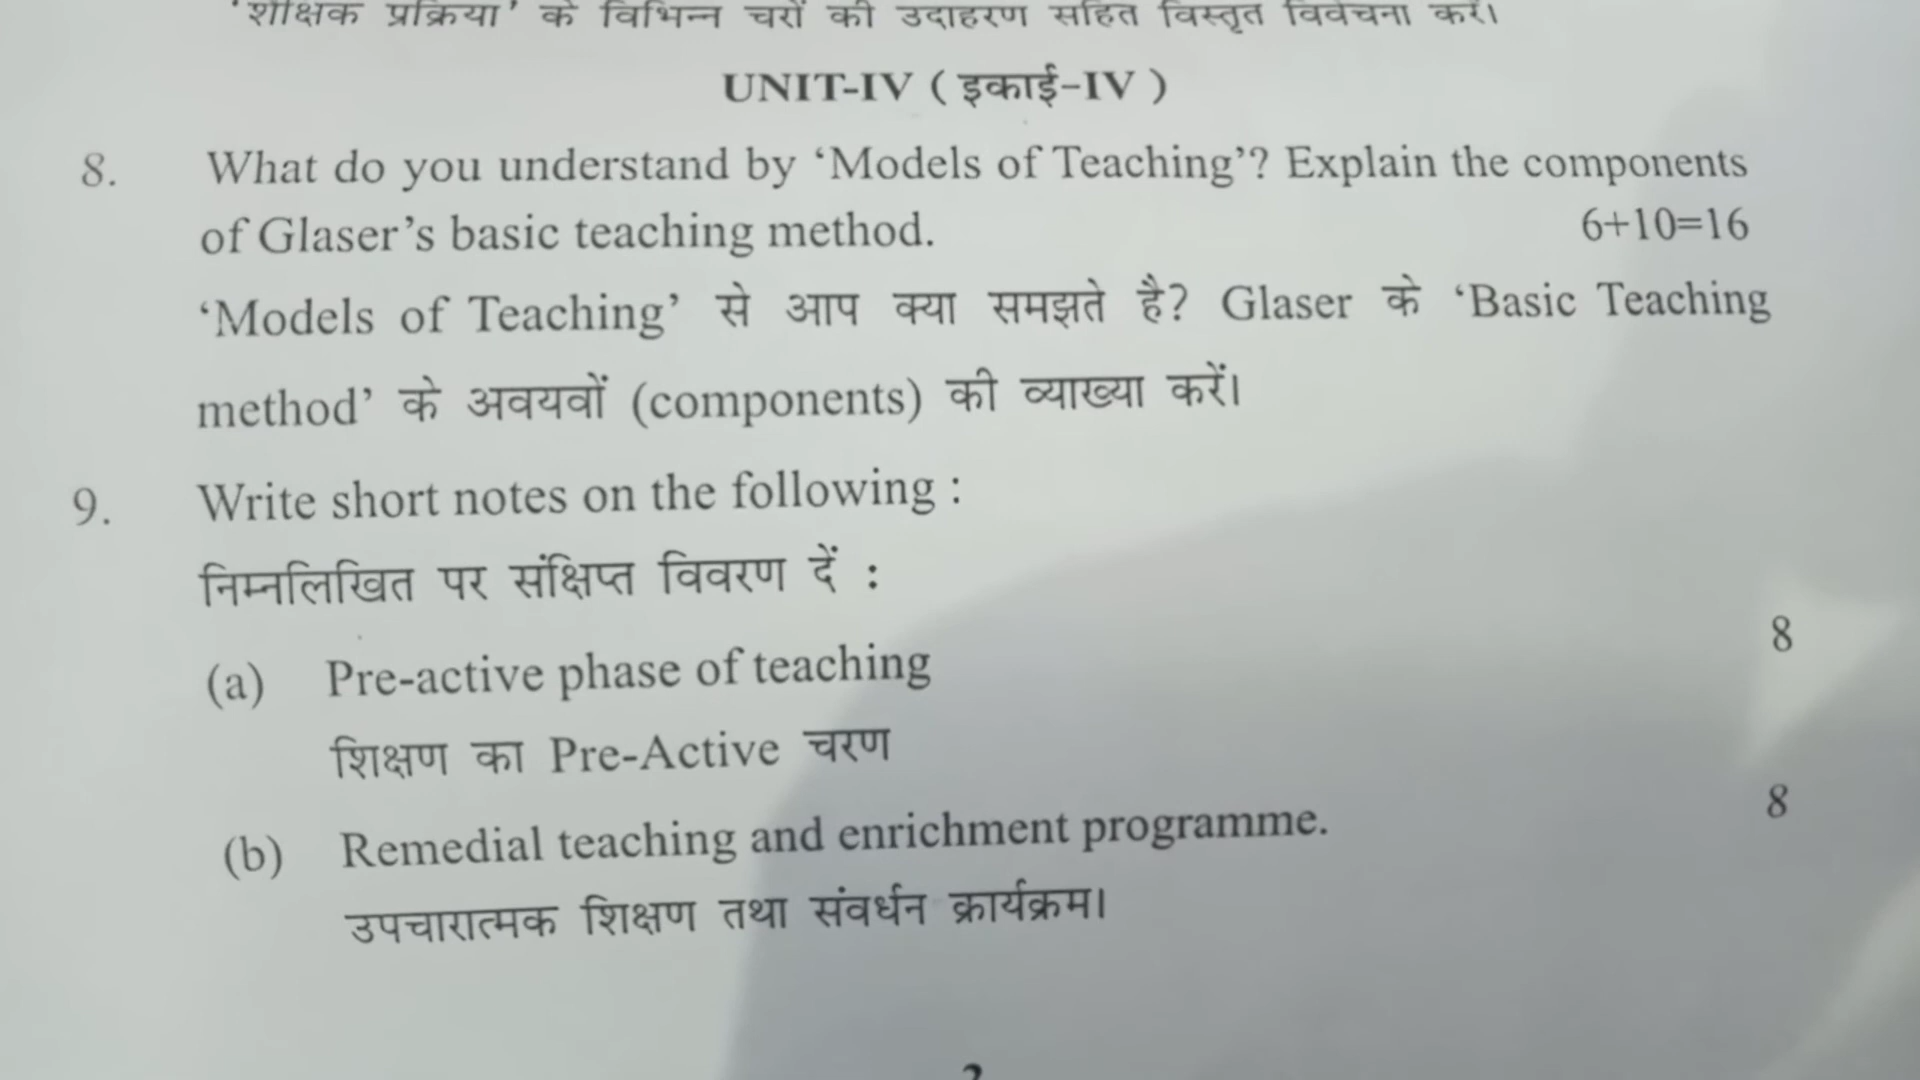 'शैक्षिक प्रक्रिया' के विभिन्न चरों की उदाहरण सहित विस्तृत विवेचना करें।
UNIT-IV ( इकाई-IV )
8. What do you understand by 'Models of Teaching'? Explain the components
of Glaser's basic teaching method. 6+10=16
'Models of Teaching' से आप क्या समझते है? Glaser के 'Basic Teaching
method' के अवयवों (components) की व्याख्या करें।
9. Write short notes on the following :
निम्नलिखित पर संक्षिप्त विवरण दें :
(a) Pre-active phase of teaching 8
शिक्षण का Pre-Active चरण
(b) Remedial teaching and enrichment programme. 8
उपचारात्मक शिक्षण तथा संवर्धन क्रार्यक्रम।